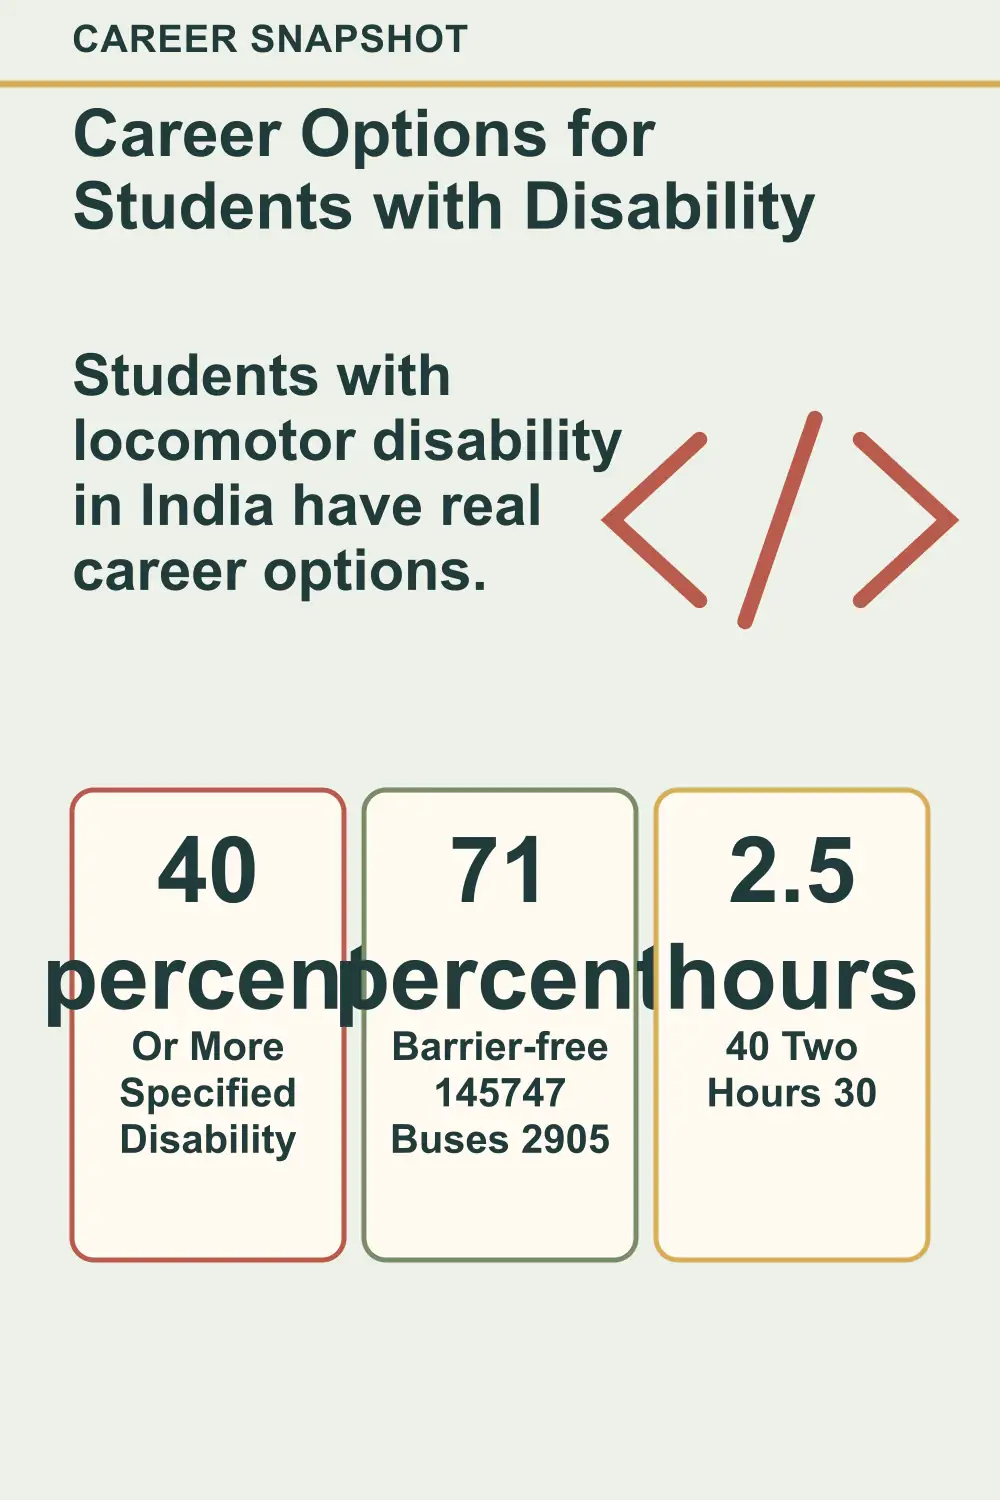 CAREER SNAPSHOT
Career Options for
Students with Disability
Students with
locomotor disability
in India have real
career options.
40
percent
Or More
Specified
Disability
71
percent
Barrier-free
145747
Buses 2905
2.5
hours
40 Two
Hours 30